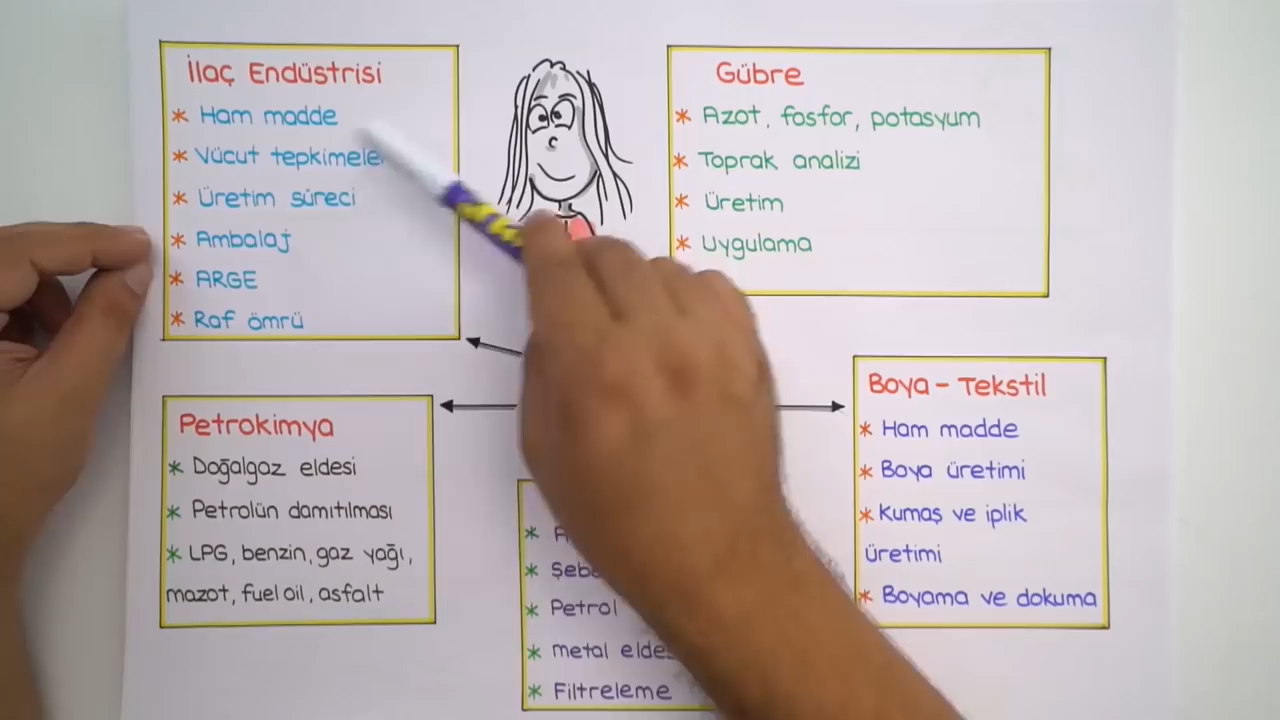 İlaç Endüstrisi
* Ham madde
* Vücut
* Üretim süreci
* Ambalaj
* ARGE
* Raf ömrü
Gübre
* Azot, fosfor, potasyum
* Toprak analizi
* Üretim
* Uygulama
Petrokimya
* Doğalgaz eldesi
* Petrolün damıtılması
* LPG, benzin, gaz yağı,
mazot, fuel oil, asfalt
* Petrol
* metal
* Filtreleme
Boya - Tekstil
* Ham madde
* Boya üretimi
* Kumaş ve iplik
üretimi
* Boyama ve dokuma